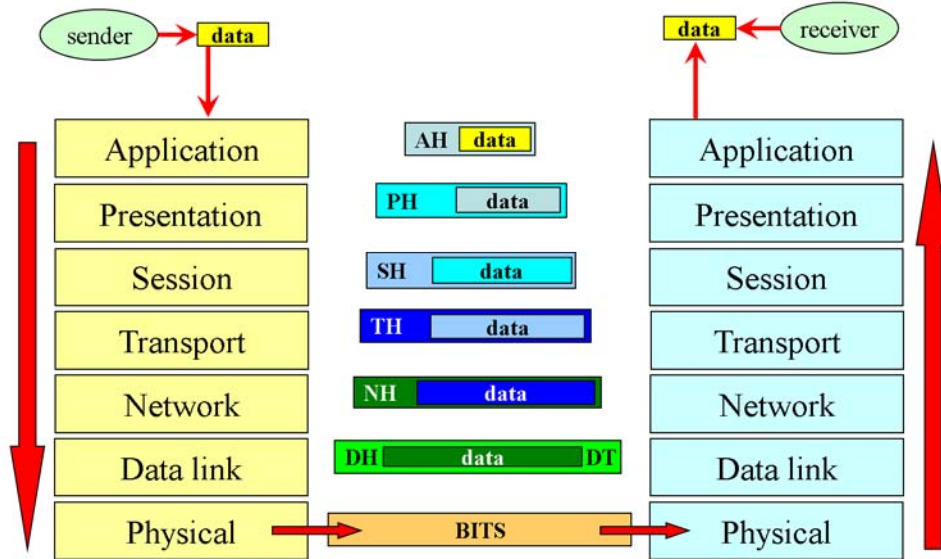 sender
data
data
receiver
Application
AH data
Application
Presentation
PH data
Presentation
Session
SH data
Session
Transport
TH data
Transport
Network
NH data
Network
Data link
DH data DT
Data link
Physical
BITS
Physical